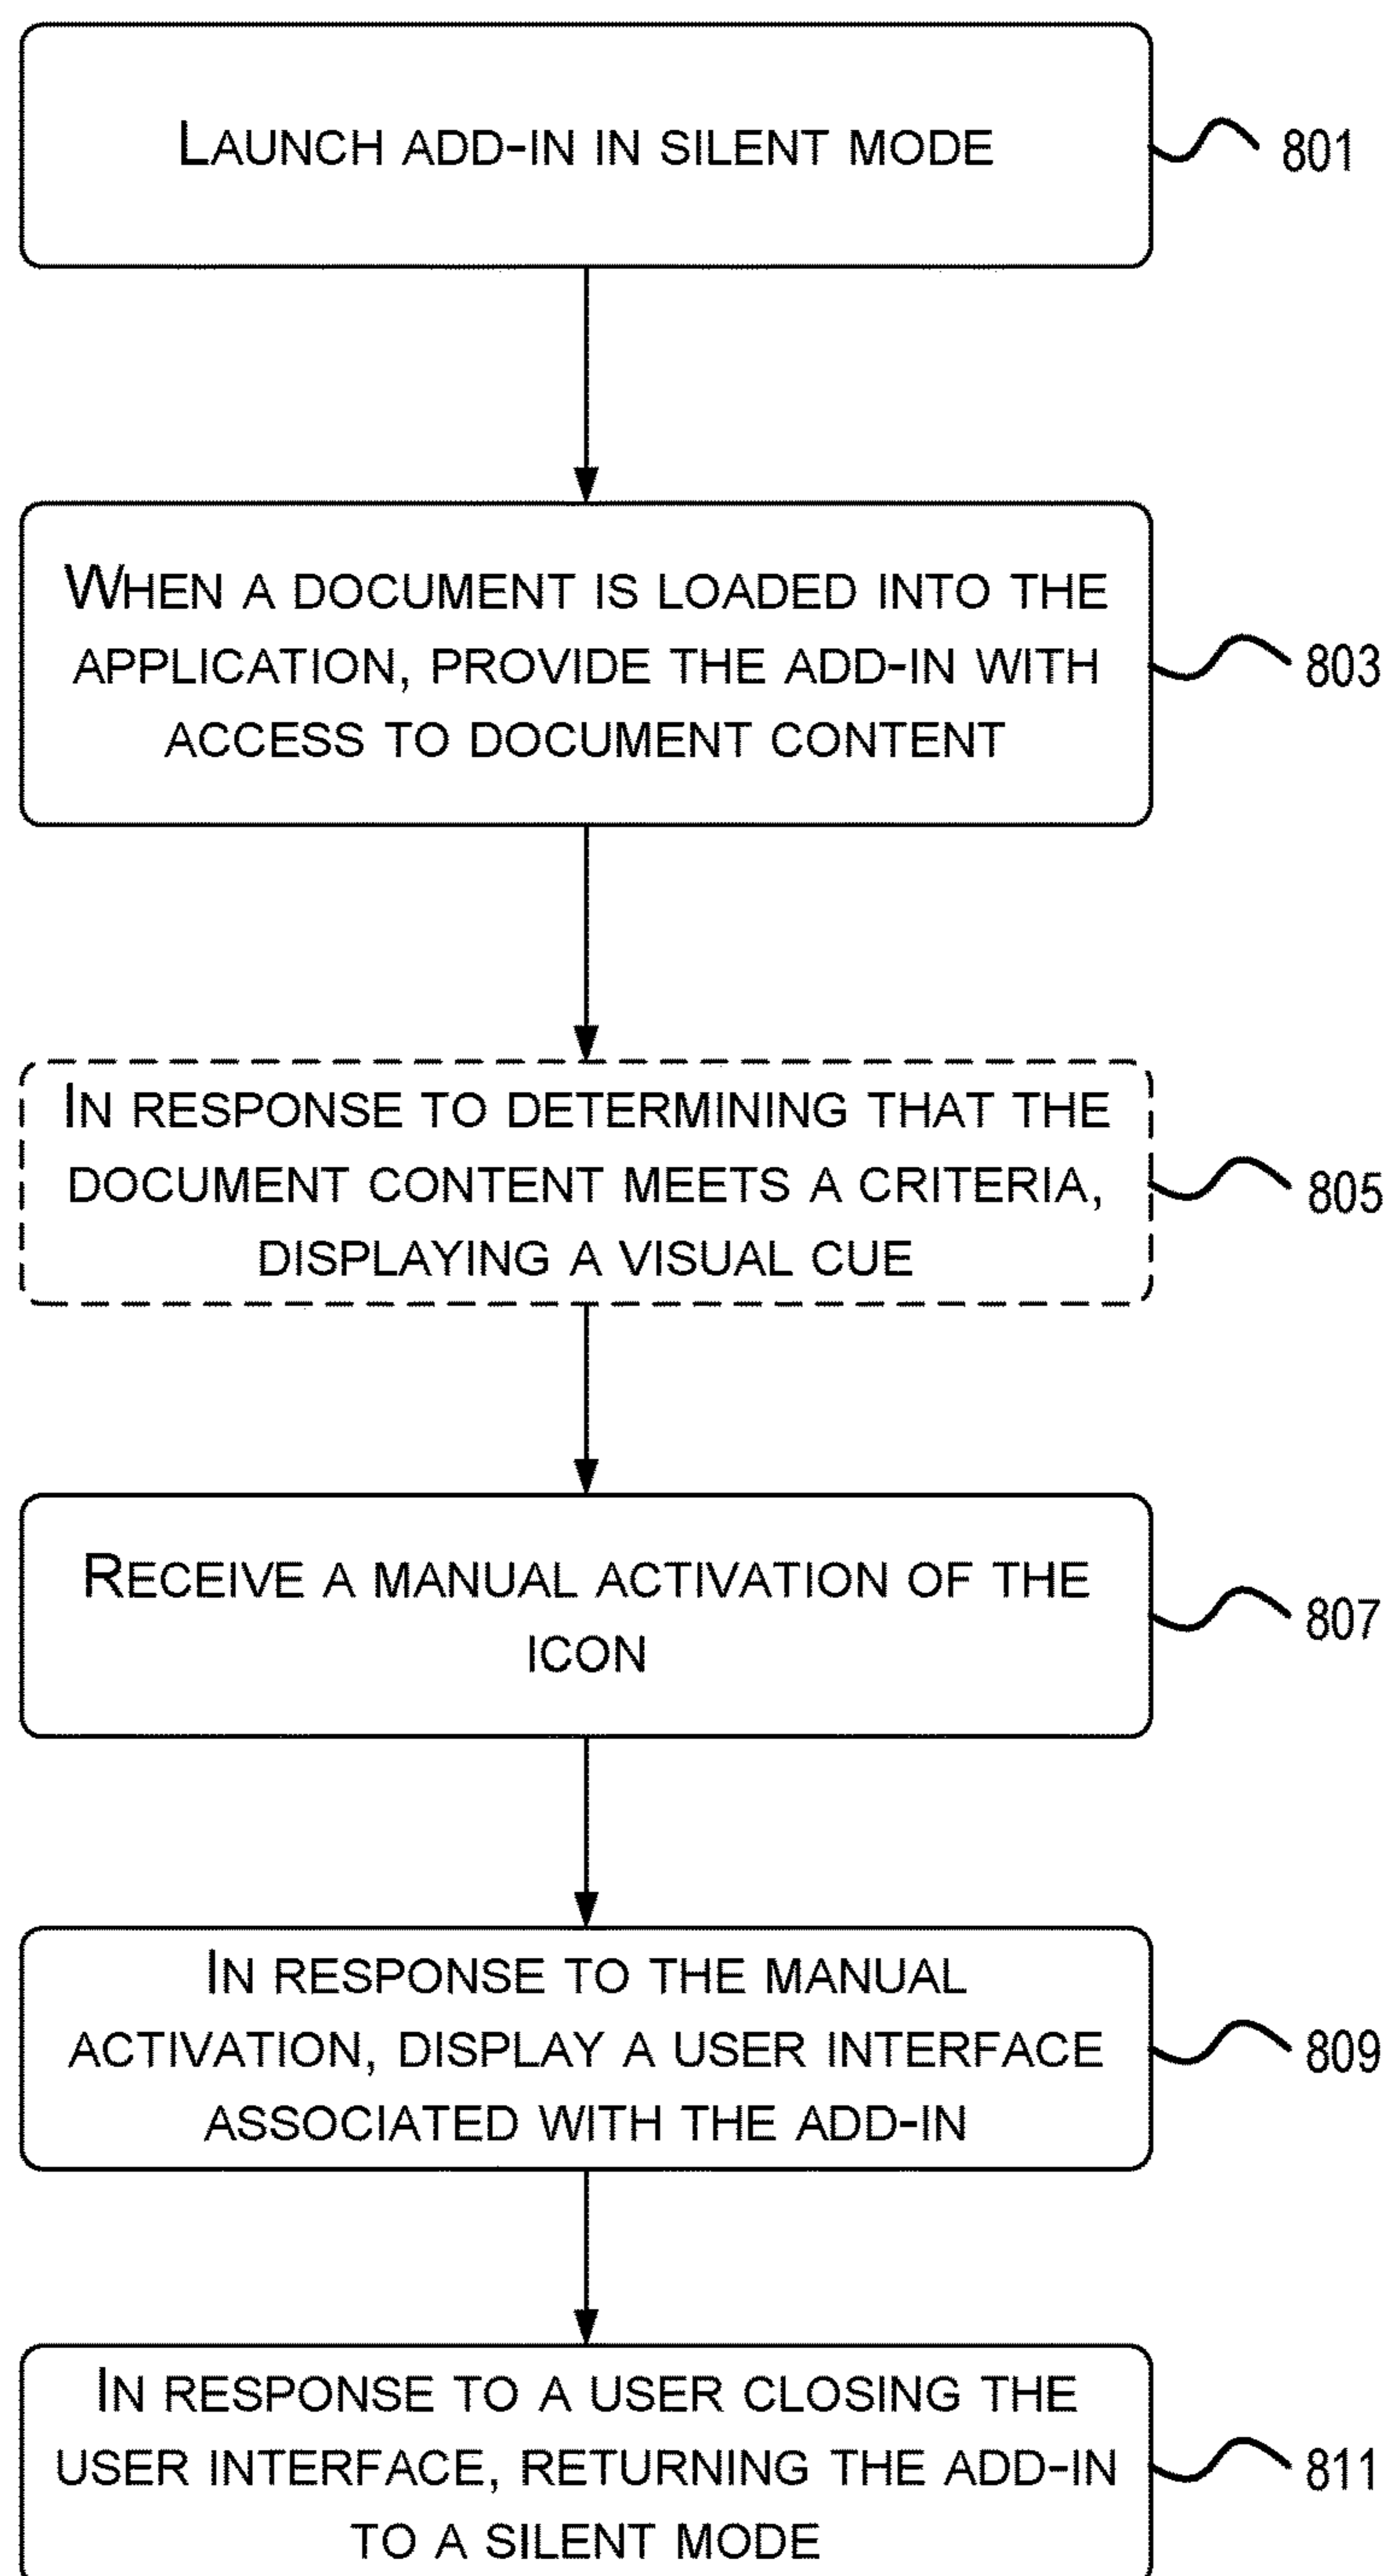 LAUNCH ADD-IN IN SILENT MODE
801
WHEN A DOCUMENT IS LOADED INTO THE
APPLICATION, PROVIDE THE ADD-IN WITH
ACCESS TO DOCUMENT CONTENT
803
IN RESPONSE TO DETERMINING THAT THE
DOCUMENT CONTENT MEETS A CRITERIA,
DISPLAYING A VISUAL CUE
805
RECEIVE A MANUAL ACTIVATION OF THE
ICON
807
IN RESPONSE TO THE MANUAL
ACTIVATION, DISPLAY A USER INTERFACE
ASSOCIATED WITH THE ADD-IN
809
IN RESPONSE TO A USER CLOSING THE
USER INTERFACE, RETURNING THE ADD-IN
TO A SILENT MODE
811